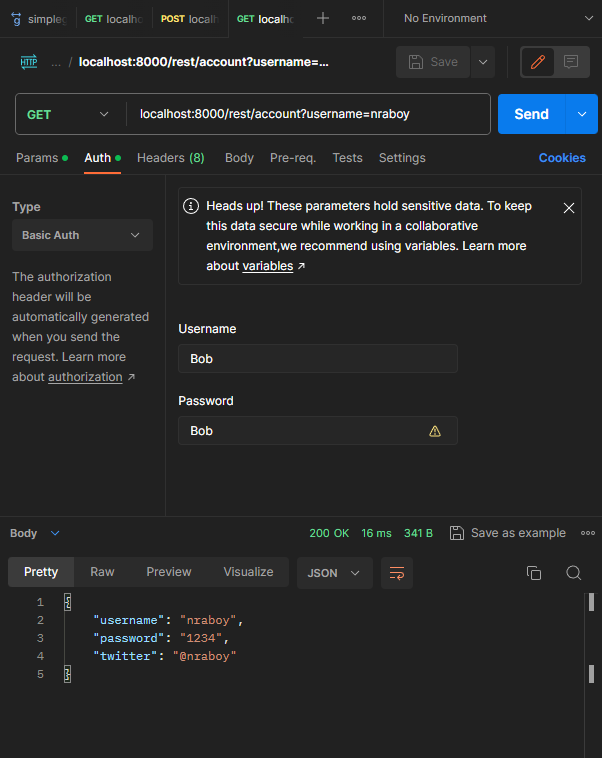 simpleg
GET localho
POST localh
GET localho
No Environment
HTTP
... / localhost:8000/rest/account?username=...
Save
GET
localhost:8000/rest/account?username=nraboy
Send
Params
Auth
Headers (8)
Body
Pre-req.
Tests
Settings
Cookies
Type
Basic Auth
The authorization
header will be
automatically generated
when you send the
request. Learn more
about authorization ↗
Heads up! These parameters hold sensitive data. To keep
this data secure while working in a collaborative
environment,we recommend using variables. Learn more
about variables ↗
Username
Bob
Password
Bob
Body
200 OK 16 ms 341 B
Save as example
Pretty
Raw
Preview
Visualize
JSON
1 {
2 "username": "nraboy",
3 "password": "1234",
4 "twitter": "@nraboy"
5 }